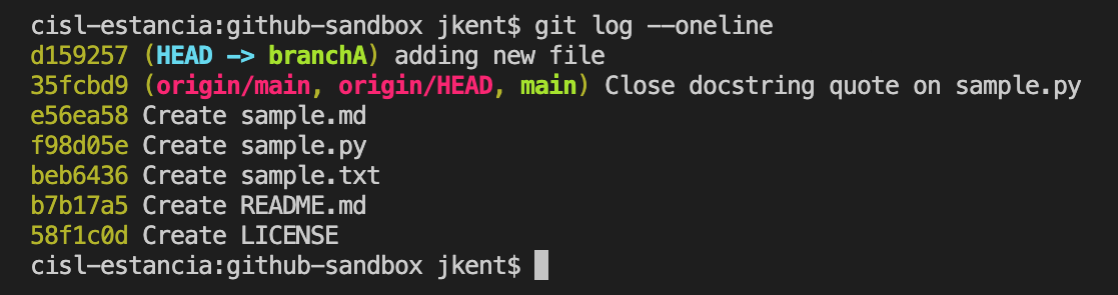 cisl-estancia:github-sandbox jkent$ git log --oneline
d159257 (HEAD -> branchA) adding new file
35fcbd9 (origin/main, origin/HEAD, main) Close docstring quote on sample.py
e56ea58 Create sample.md
f98d05e Create sample.py
beb6436 Create sample.txt
b7b17a5 Create README.md
58f1c0d Create LICENSE
cisl-estancia:github-sandbox jkent$